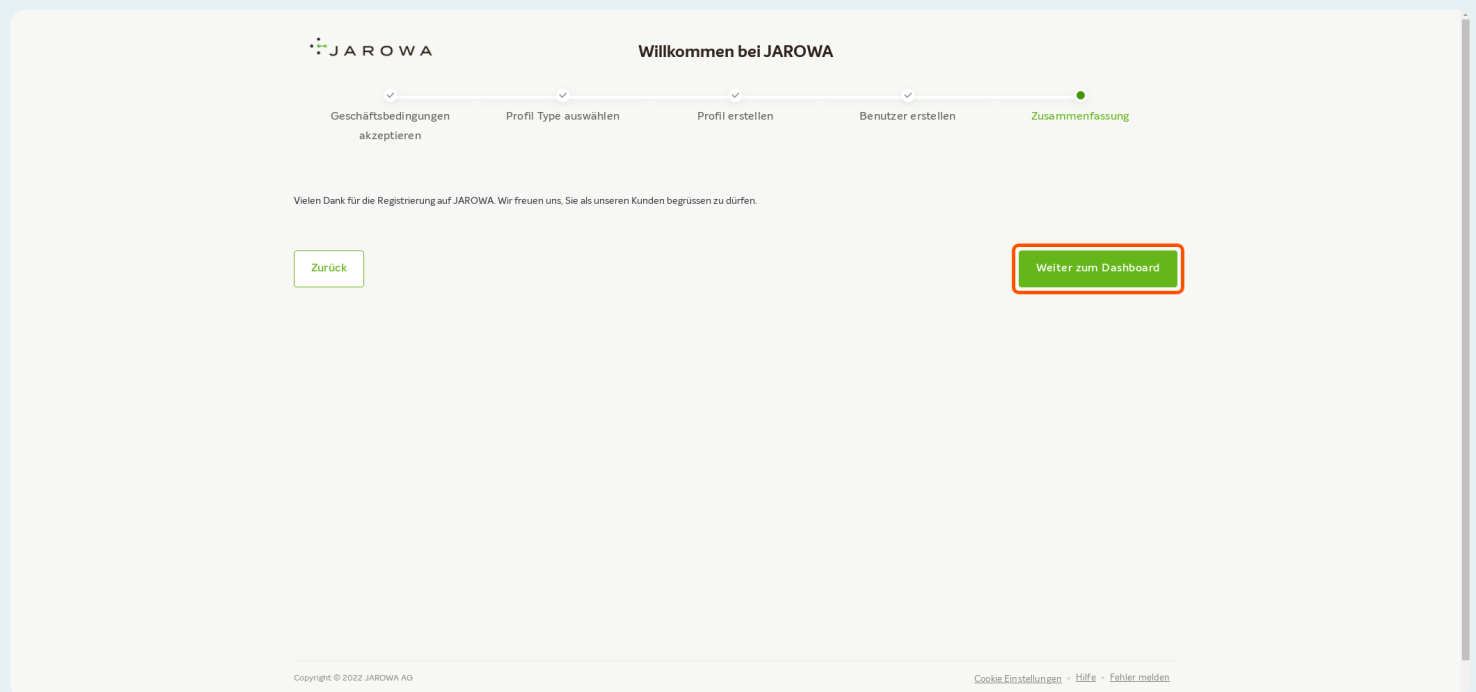 JAROWA
Willkommen bei JAROWA
Geschäftsbedingungen
akzeptieren
Profil Type auswählen
Profil erstellen
Benutzer erstellen
Zusammenfassung
Vielen Dank für die Registrierung auf JAROWA. Wir freuen uns, Sie als unseren Kunden begrüssen zu dürfen.
Zurück
Weiter zum Dashboard
Copyright © 2022 JAROWA AG
Cookie Einstellungen • Hilfe • Fehler melden